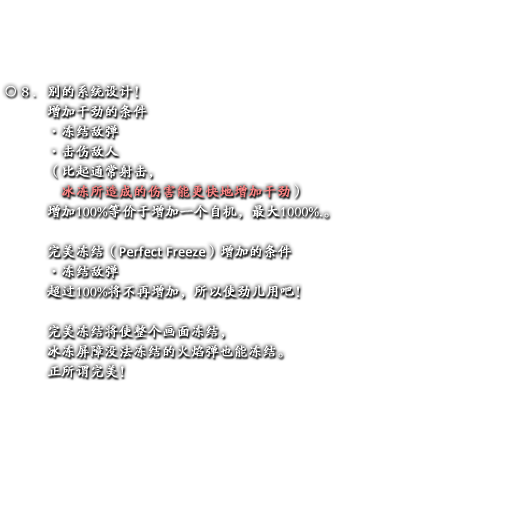 ○８．别的系统设计！
增加干劲的条件
・冻结敌弹
・击伤敌人
（比起通常射击，
冰冻所造成的伤害能更快地增加干劲）
增加100%等价于增加一个自机，最大1000%.。
完美冻结（Perfect Freeze）增加的条件
・冻结敌弹
超过100%将不再增加，所以使劲儿用吧！
完美冻结将使整个画面冻结，
冰冻屏障没法冻结的火焰弹也能冻结。
正所谓完美！